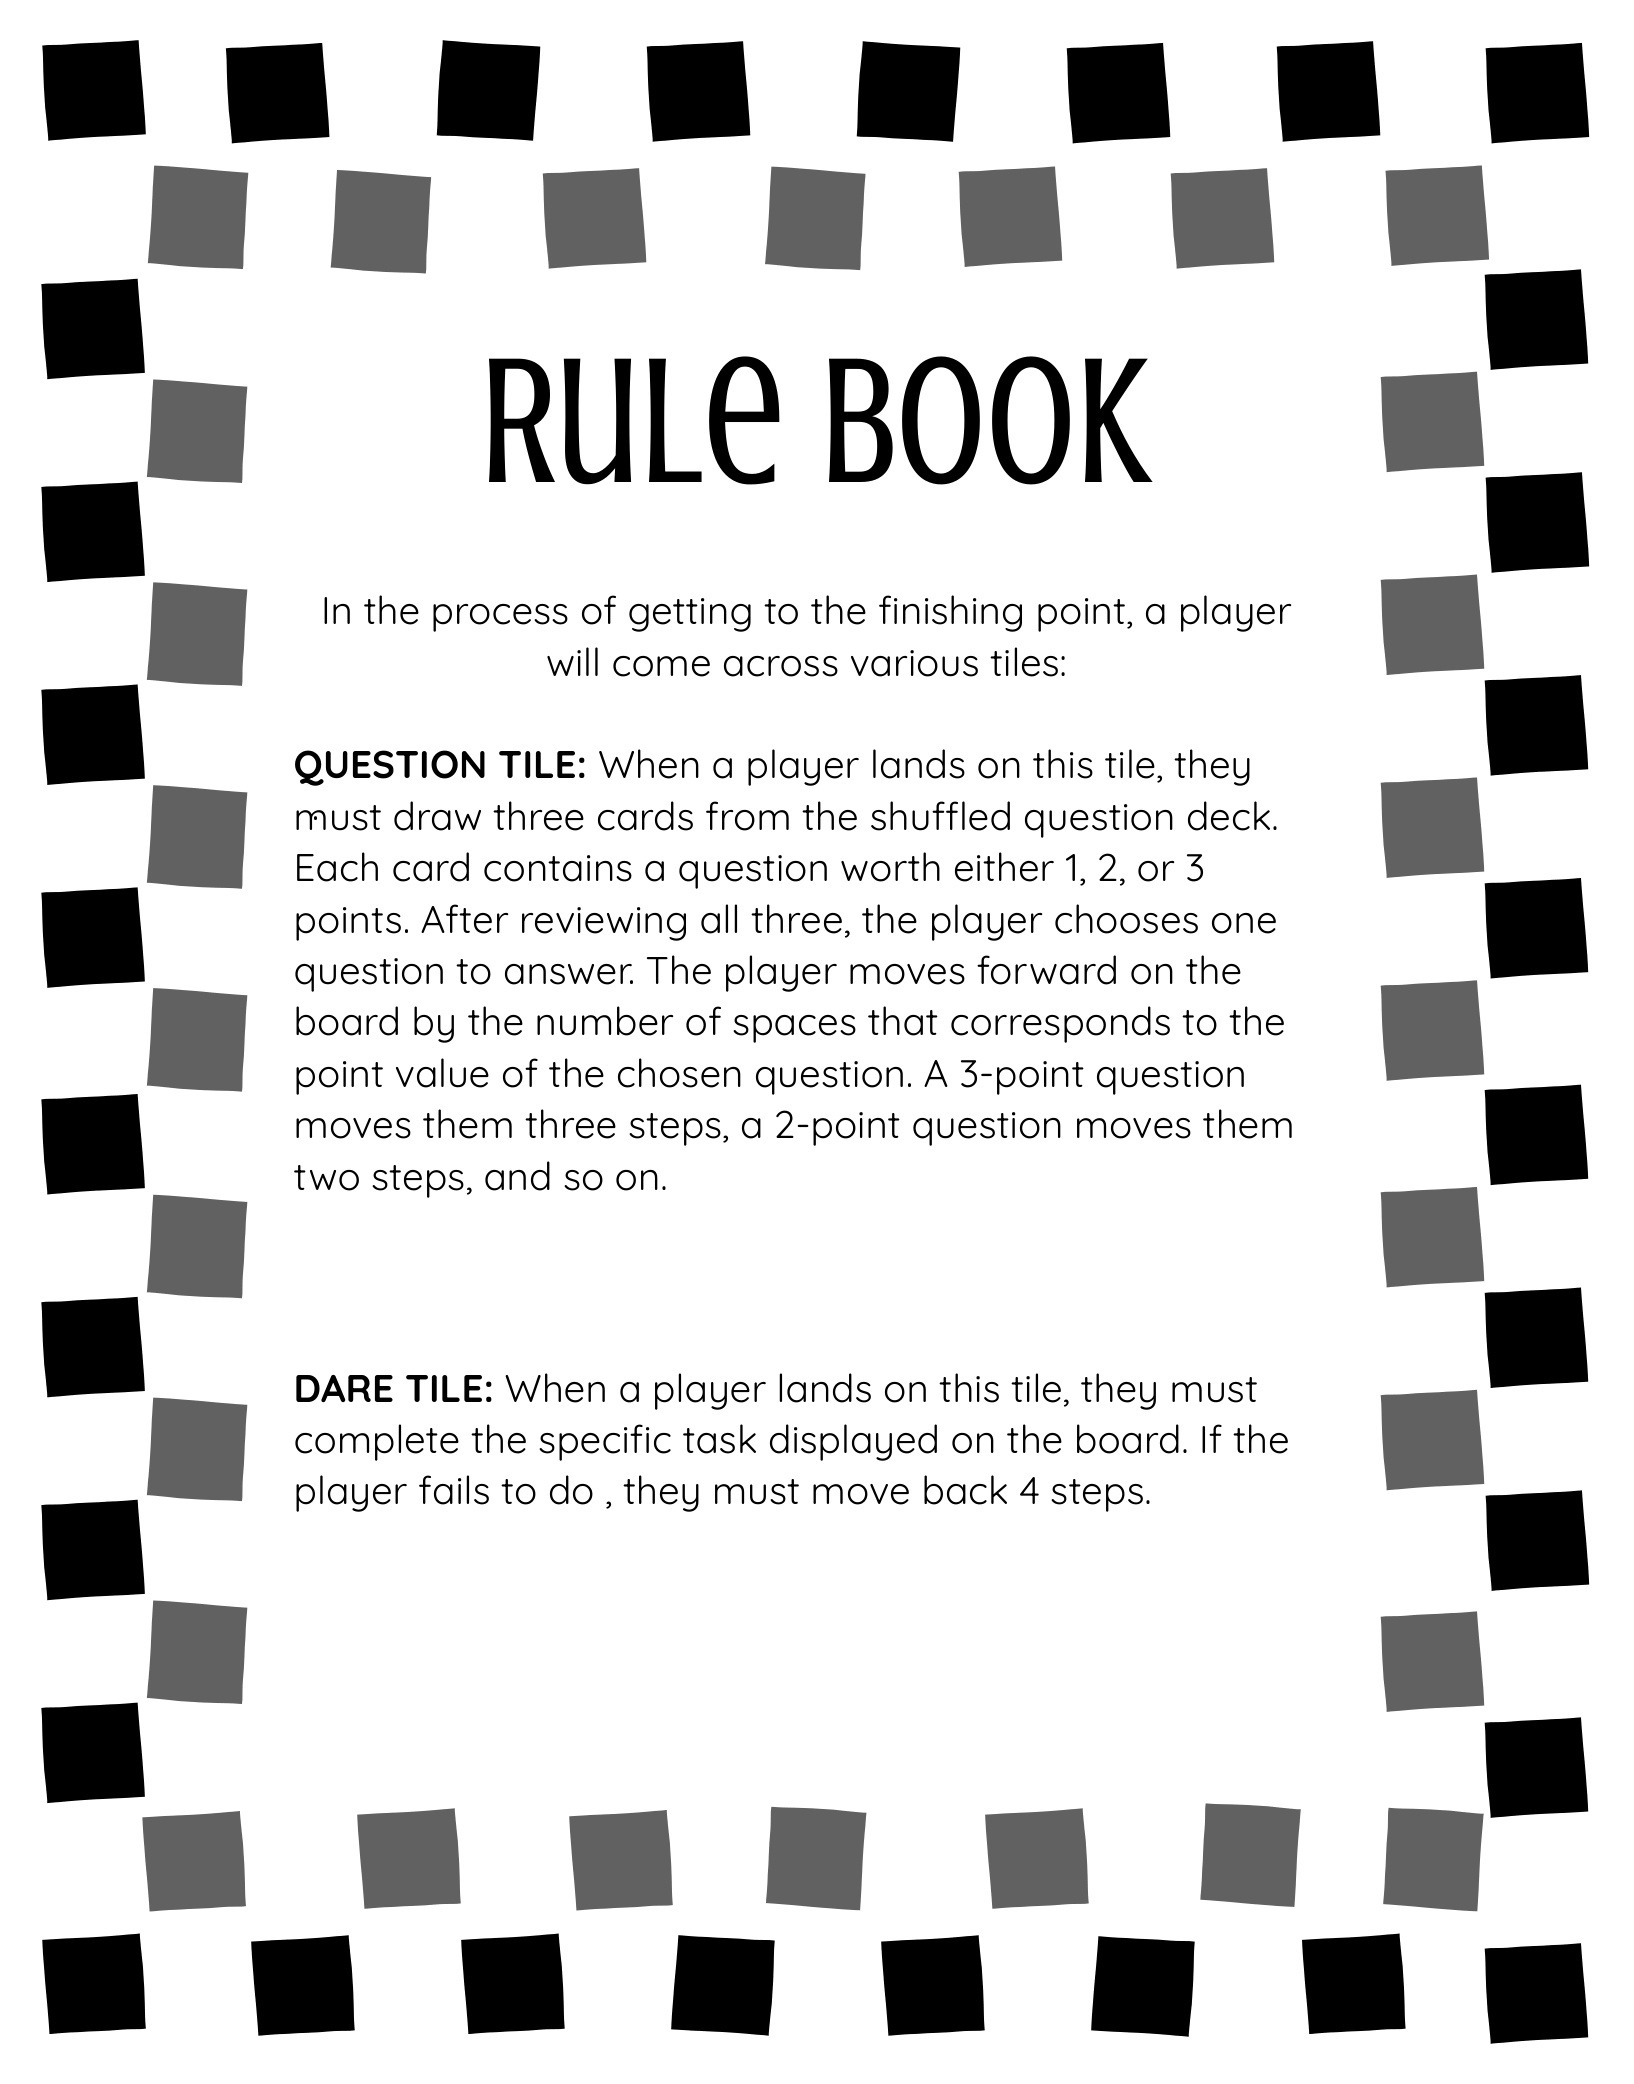 RULe BOOK
In the process of getting to the finishing point, a player
will come across various tiles:
QUESTION TILE: When a player lands on this tile, they
must draw three cards from the shuffled question deck.
Each card contains a question worth either 1, 2, or 3
points. After reviewing all three, the player chooses one
question to answer. The player moves forward on the
board by the number of spaces that corresponds to the
point value of the chosen question. A 3-point question
moves them three steps, a 2-point question moves them
two steps, and so on.
DARE TILE: When a player lands on this tile, they must
complete the specific task displayed on the board. If the
player fails to do , they must move back 4 steps.